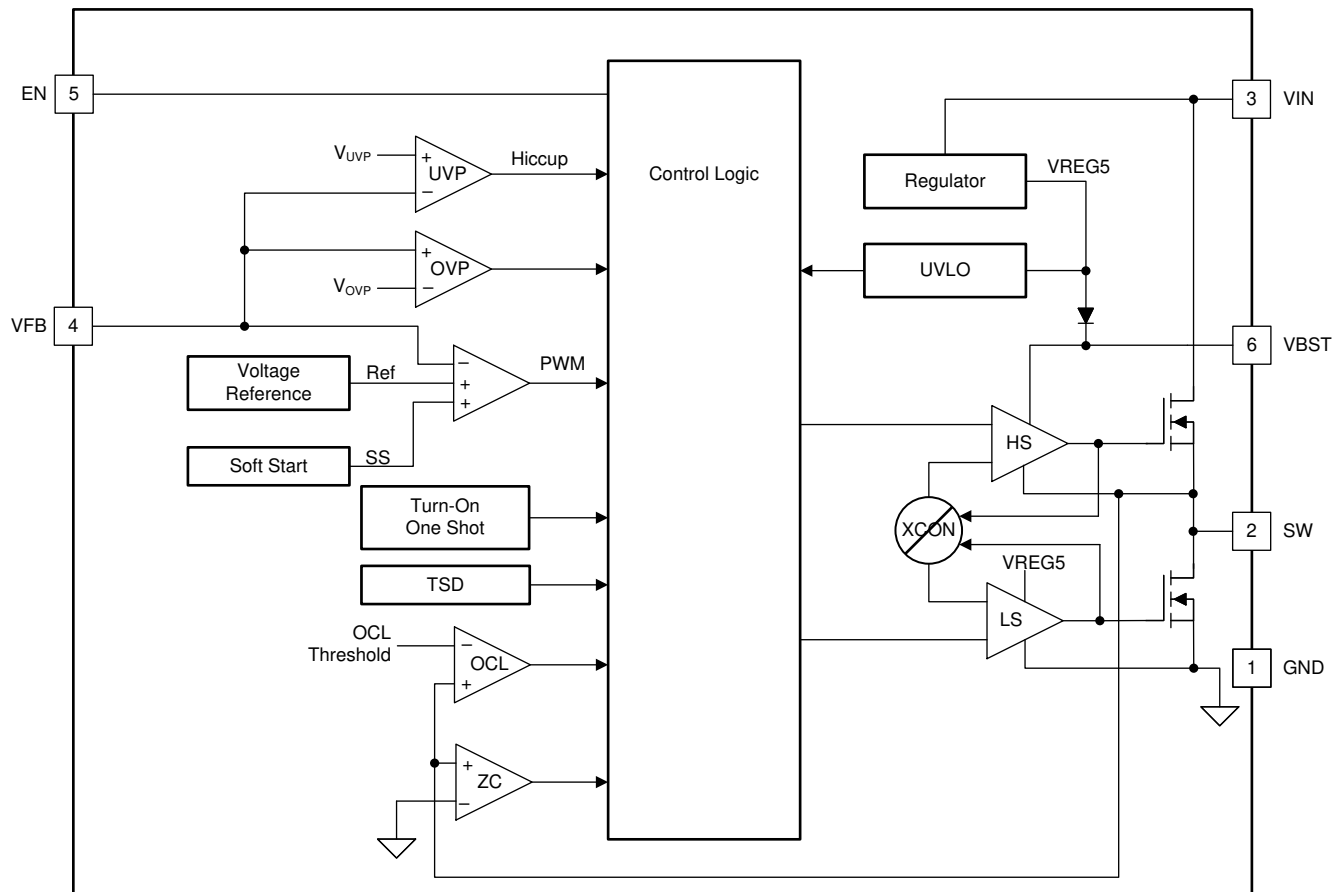 EN 5
3 VIN
V_UVP
+
UVP
−
Hiccup
Control Logic
Regulator
VREG5
+
OVP
V_OVP
−
UVLO
VFB 4
6 VBST
Voltage
Reference
Ref
−
+
+
PWM
Soft Start
SS
HS
Turn-On
One Shot
XCON
2 SW
TSD
VREG5
LS
OCL
Threshold
−
OCL
+
1 GND
+
ZC
−